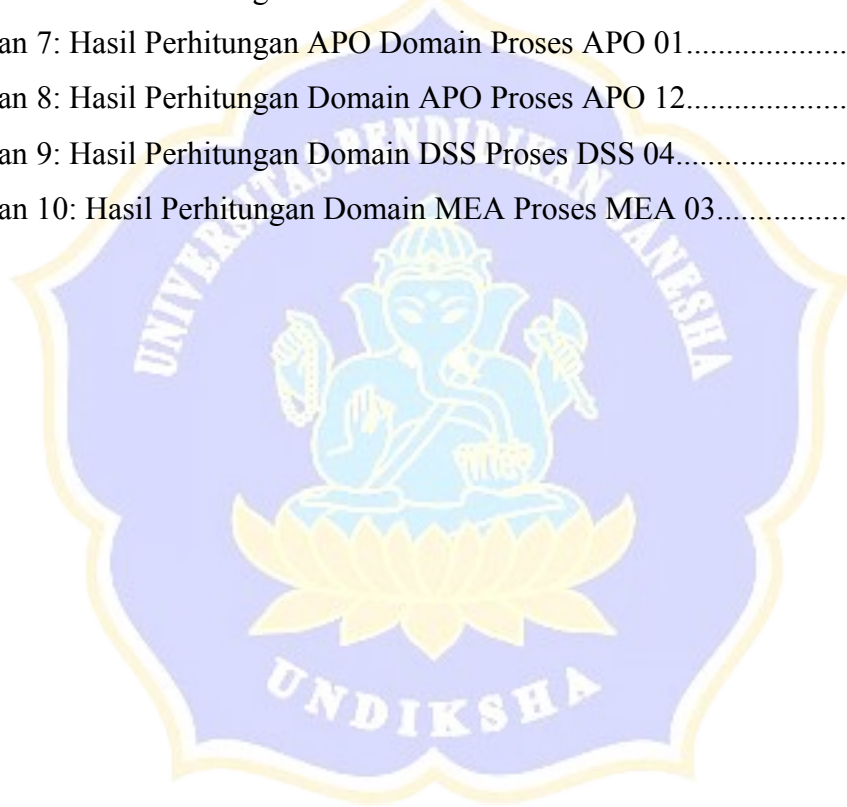 an 7: Hasil Perhitungan APO Domain Proses APO 01....................
an 8: Hasil Perhitungan Domain APO Proses APO 12....................
an 9: Hasil Perhitungan Domain DSS Proses DSS 04.....................
an 10: Hasil Perhitungan Domain MEA Proses MEA 03................
UNIVERSITAS PENDIDIKAN GANESHA
UNDIKSHA